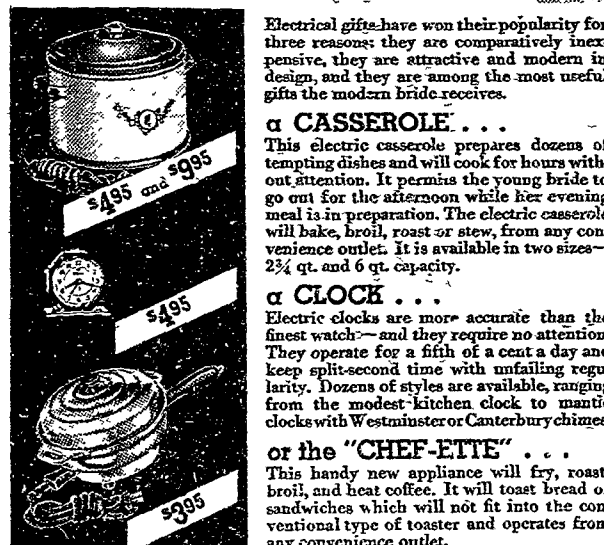 $4.95 and $9.95
$4.95
$3.95
Electrical gifts have won their popularity for
three reasons; they are comparatively inex
pensive, they are attractive and modern in
design, and they are among the most useful
gifts the modern bride receives.
a CASSEROLE . . .
This electric casserole prepares dozens of
tempting dishes and will cook for hours with
out attention. It permits the young bride to
go out for the afternoon while her evening
meal is in preparation. The electric casserole
will bake, broil, roast or stew, from any con
venience outlet. It is available in two sizes—
2¾ qt. and 6 qt. capacity.
a CLOCK . . .
Electric clocks are more accurate than the
finest watch—and they require no attention
They operate for a fifth of a cent a day and
keep split-second time with unfailing regu
larity. Dozens of styles are available, ranging
from the modest kitchen clock to mantle
clocks with Westminster or Canterbury chimes
or the "CHEF-ETTE" . . .
This handy new appliance will fry, roast
broil, and heat coffee. It will toast bread or
sandwiches which will not fit into the con
ventional type of toaster and operates from
any convenience outlet.